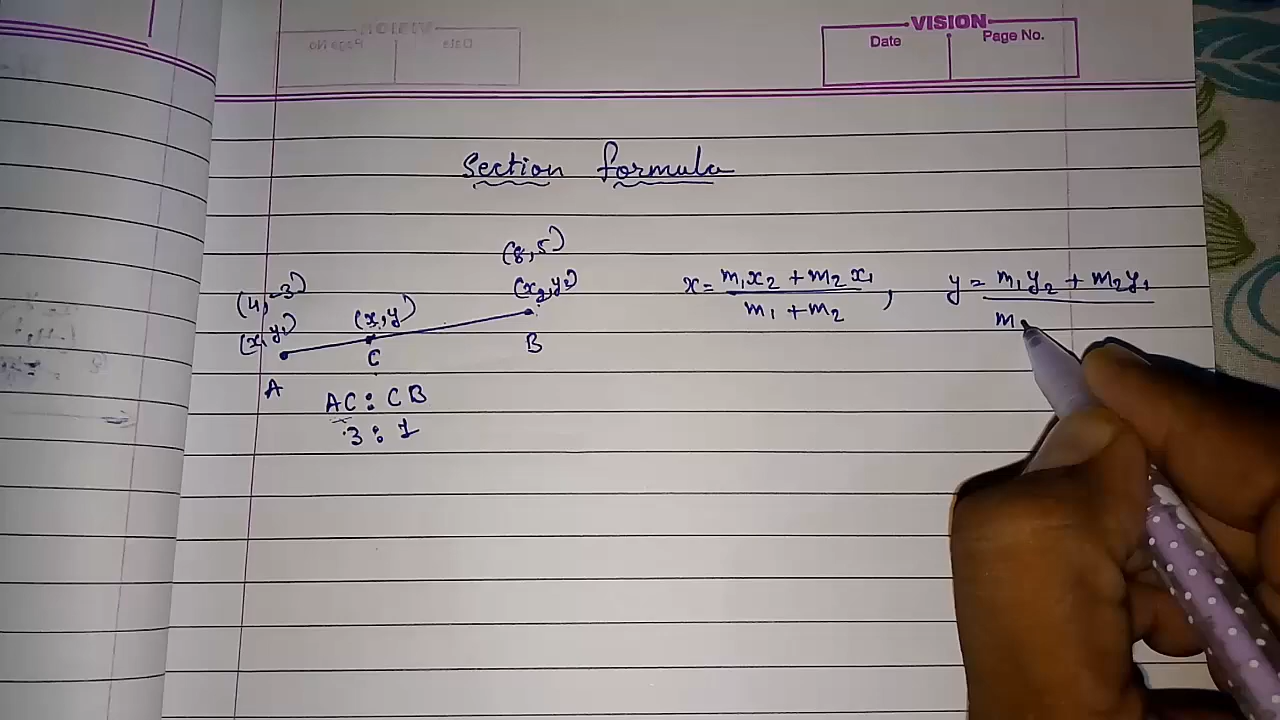 VISION
Date Page No.
Section formula
(8,5)
(4,-3) (x2,y2)
(x,y1) (x,y)
A C B
AC : CB
3 : 1
x = m1x2 + m2x1 / m1 + m2 , y = m1y2 + m2y1 / m